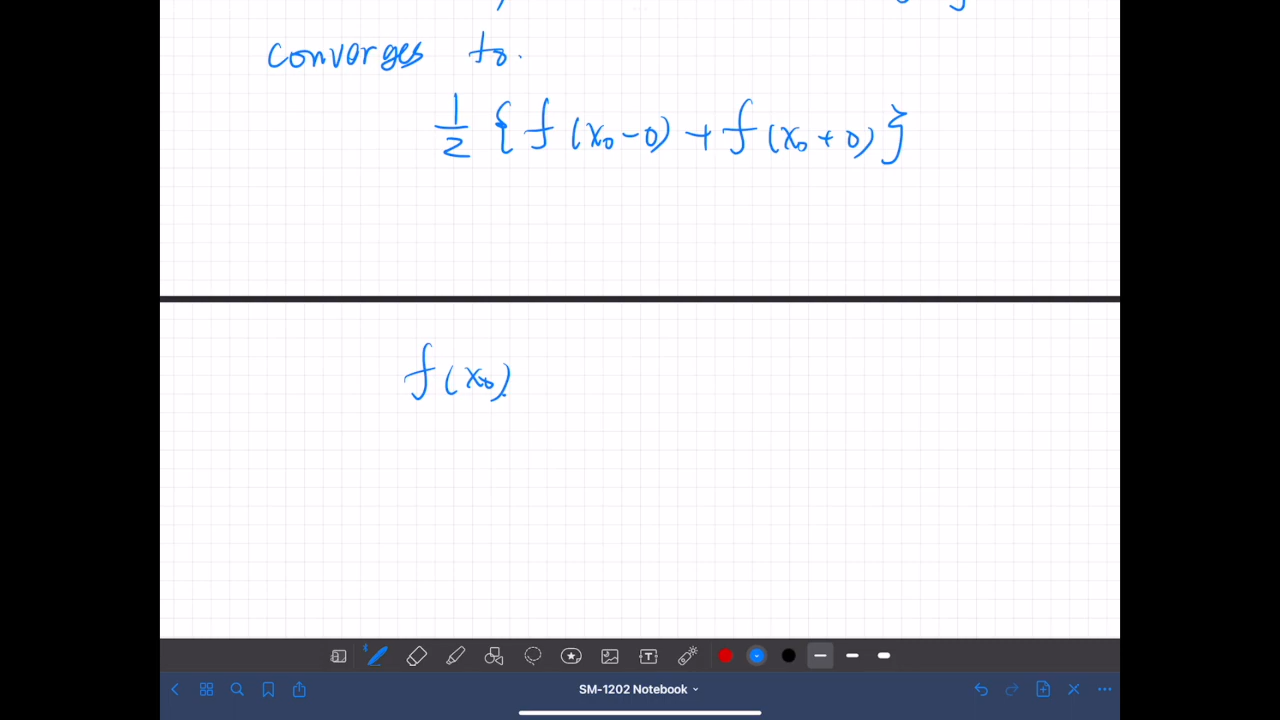 converges to.
1/2 {f(x₀-0) + f(x₀+0)}
f(x₀).
SM-1202 Notebook